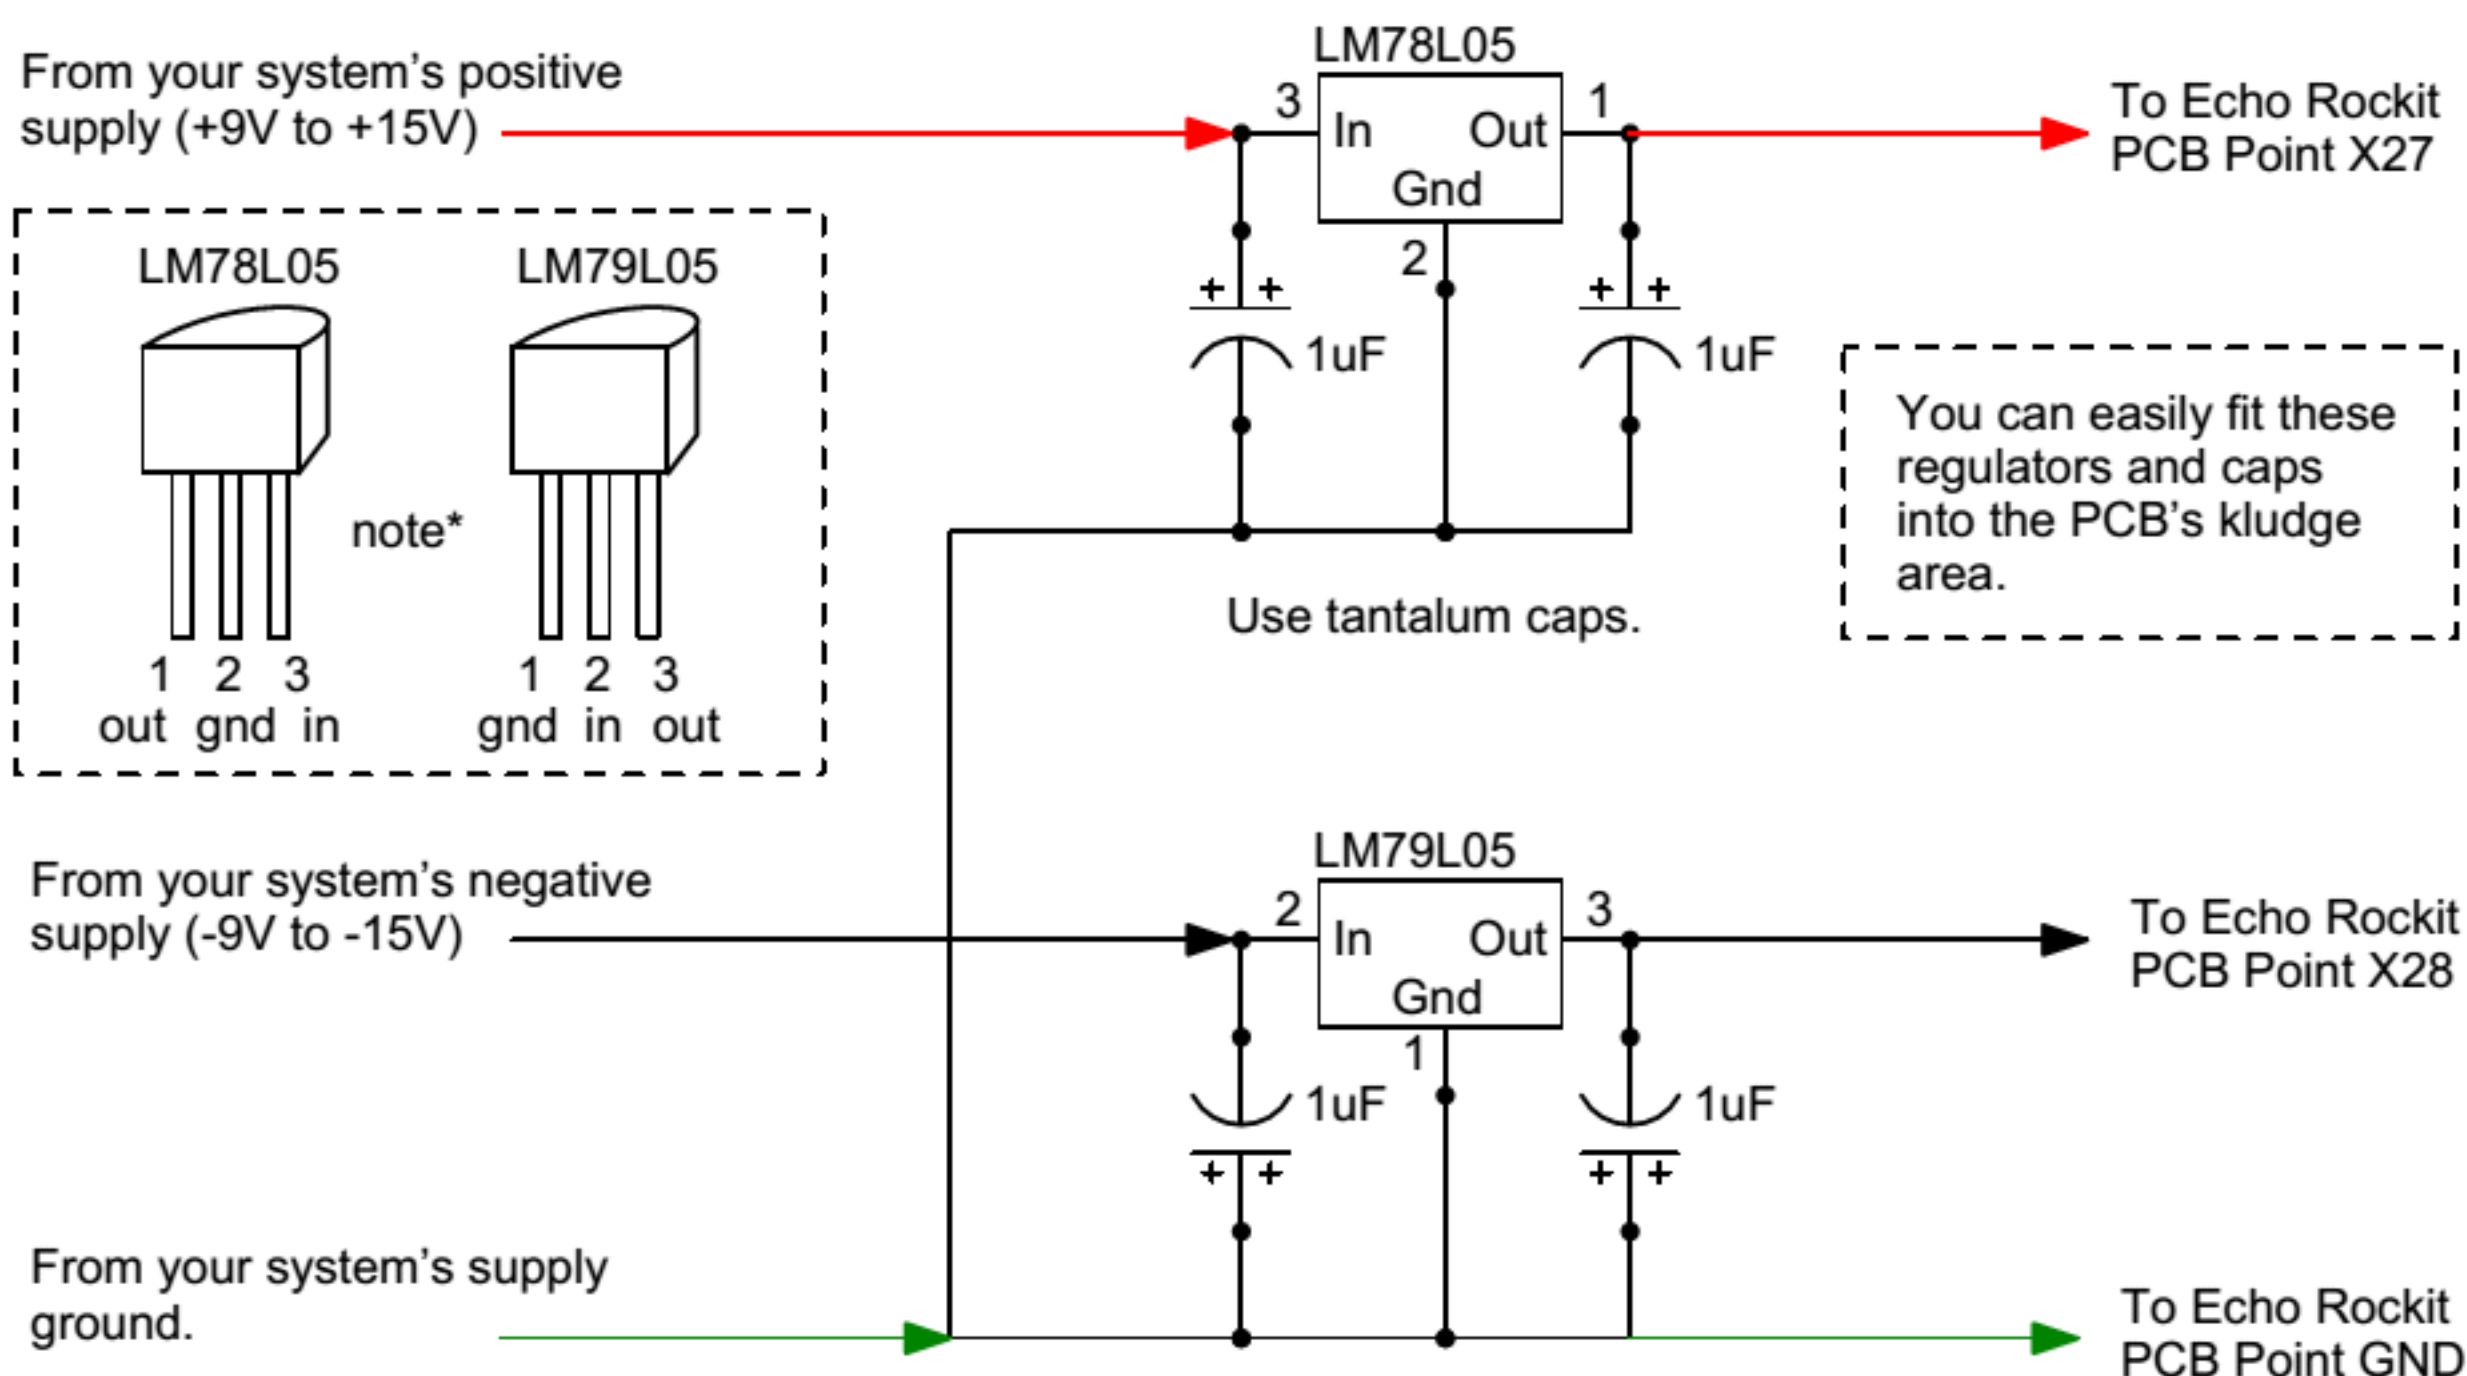 From your system’s positive
supply (+9V to +15V)
LM78L05
3
In
Out
1
Gnd
2
To Echo Rockit
PCB Point X27
LM78L05
LM79L05
note*
1 2 3
out gnd in
1 2 3
gnd in out
+ +
1uF
+ +
1uF
You can easily fit these
regulators and caps
into the PCB’s kludge
area.
Use tantalum caps.
From your system’s negative
supply (-9V to -15V)
LM79L05
2
In
Out
3
Gnd
1
To Echo Rockit
PCB Point X28
1uF
+ +
1uF
+ +
From your system’s supply
ground.
To Echo Rockit
PCB Point GND